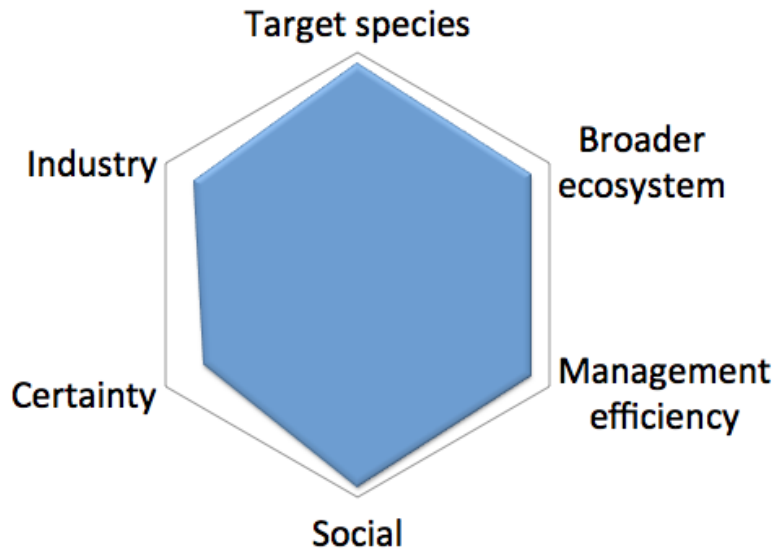 Target species
Industry
Broader
ecosystem
Certainty
Management
efficiency
Social